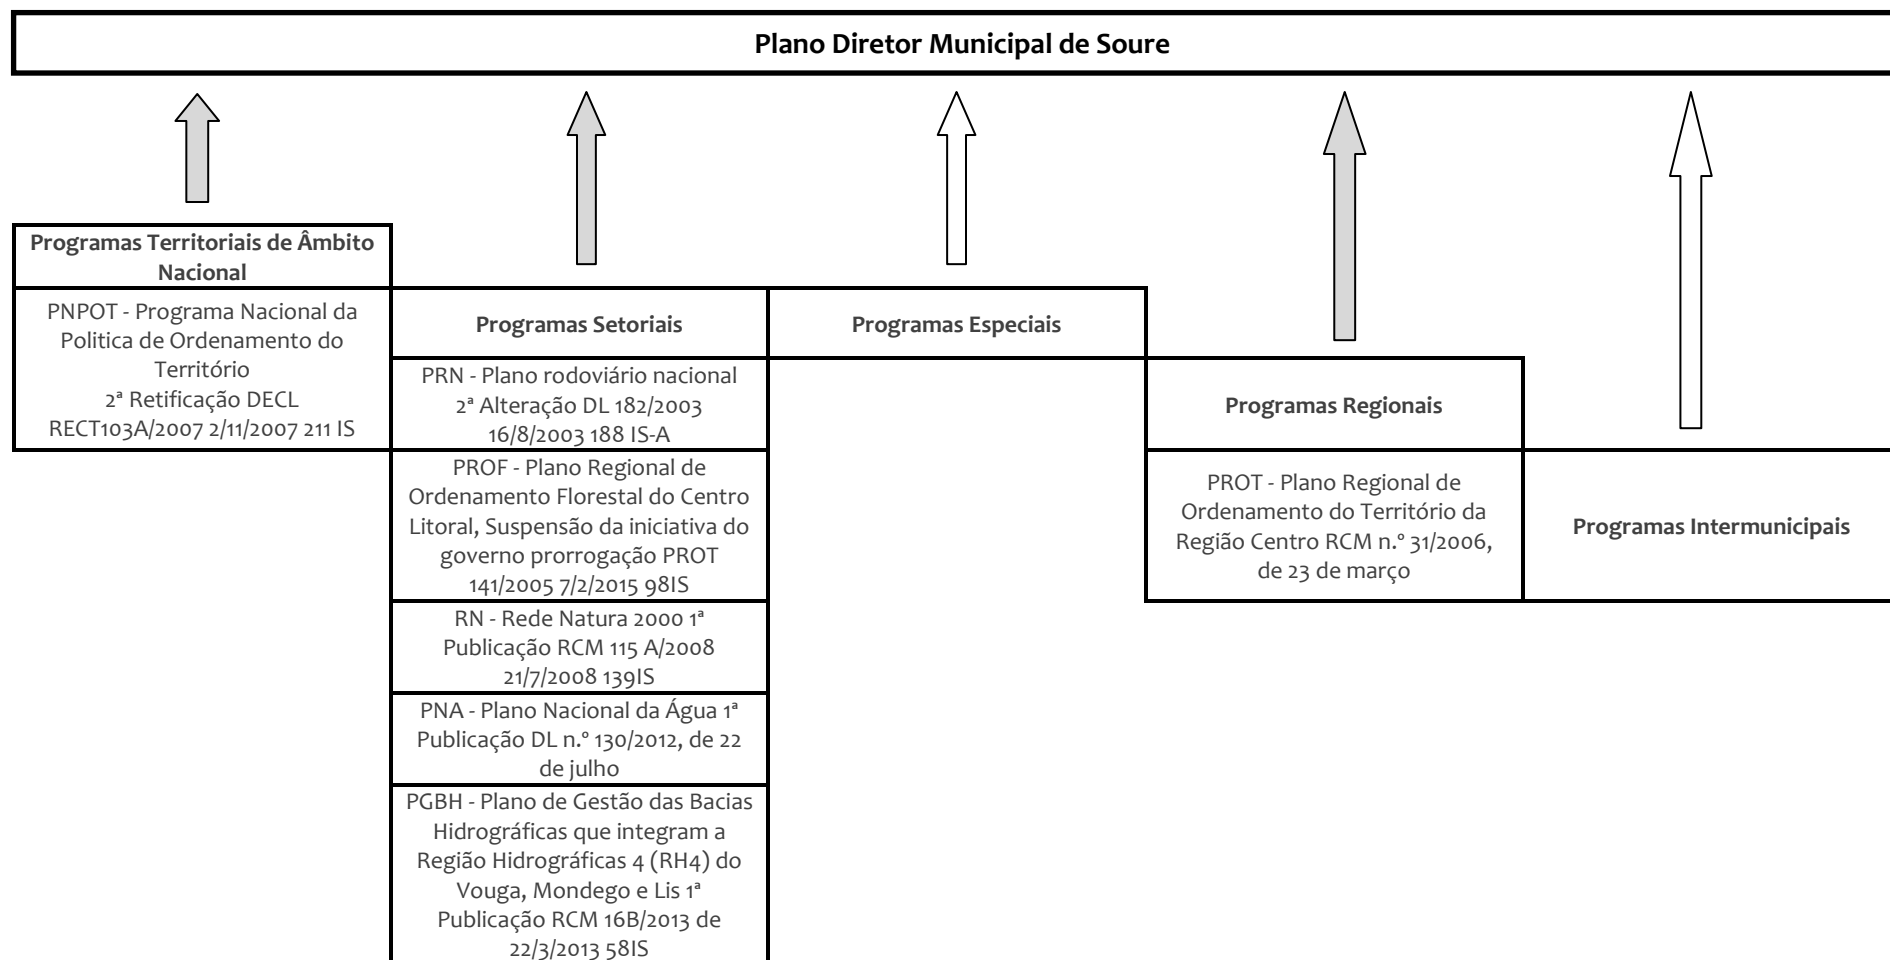 Plano Diretor Municipal de Soure
Programas Territoriais de Âmbito
Nacional
PNPOT - Programa Nacional da
Politica de Ordenamento do
Território
2ª Retificação DECL
RECT103A/2007 2/11/2007 211 IS
Programas Setoriais
PRN - Plano rodoviário nacional
2ª Alteração DL 182/2003
16/8/2003 188 IS-A
PROF - Plano Regional de
Ordenamento Florestal do Centro
Litoral, Suspensão da iniciativa do
governo prorrogação PROT
141/2005 7/2/2015 98IS
RN - Rede Natura 2000 1ª
Publicação RCM 115 A/2008
21/7/2008 139IS
PNA - Plano Nacional da Água 1ª
Publicação DL n.º 130/2012, de 22
de julho
PGBH - Plano de Gestão das Bacias
Hidrográficas que integram a
Região Hidrográficas 4 (RH4) do
Vouga, Mondego e Lis 1ª
Publicação RCM 16B/2013 de
22/3/2013 58IS
Programas Especiais
Programas Regionais
PROT - Plano Regional de
Ordenamento do Território da
Região Centro RCM n.º 31/2006,
de 23 de março
Programas Intermunicipais